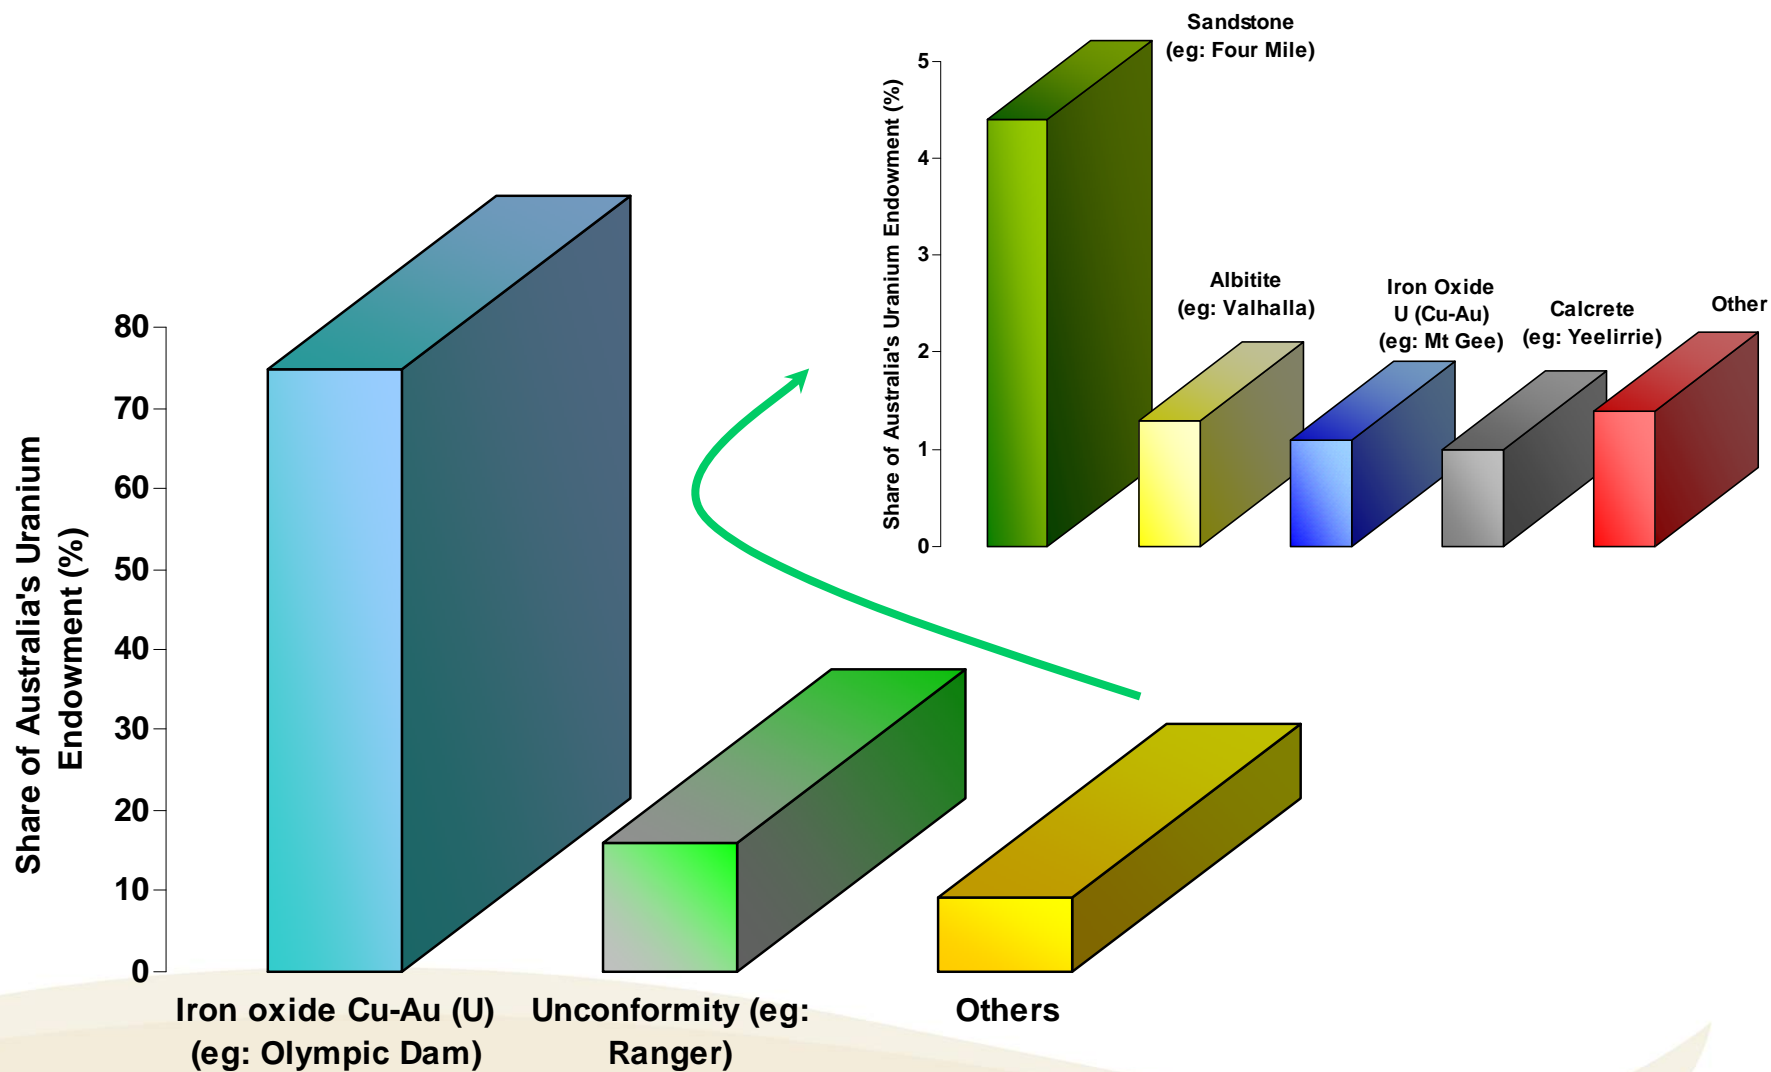 Sandstone
(eg: Four Mile)
Share of Australia's Uranium Endowment (%)
5
4
3
2
1
0
Albitite
(eg: Valhalla)
Iron Oxide
U (Cu-Au)
(eg: Mt Gee)
Calcrete
(eg: Yeelirrie)
Other
Share of Australia's Uranium
Endowment (%)
80
70
60
50
40
30
20
10
0
Iron oxide Cu-Au (U)
(eg: Olympic Dam)
Unconformity (eg:
Ranger)
Others